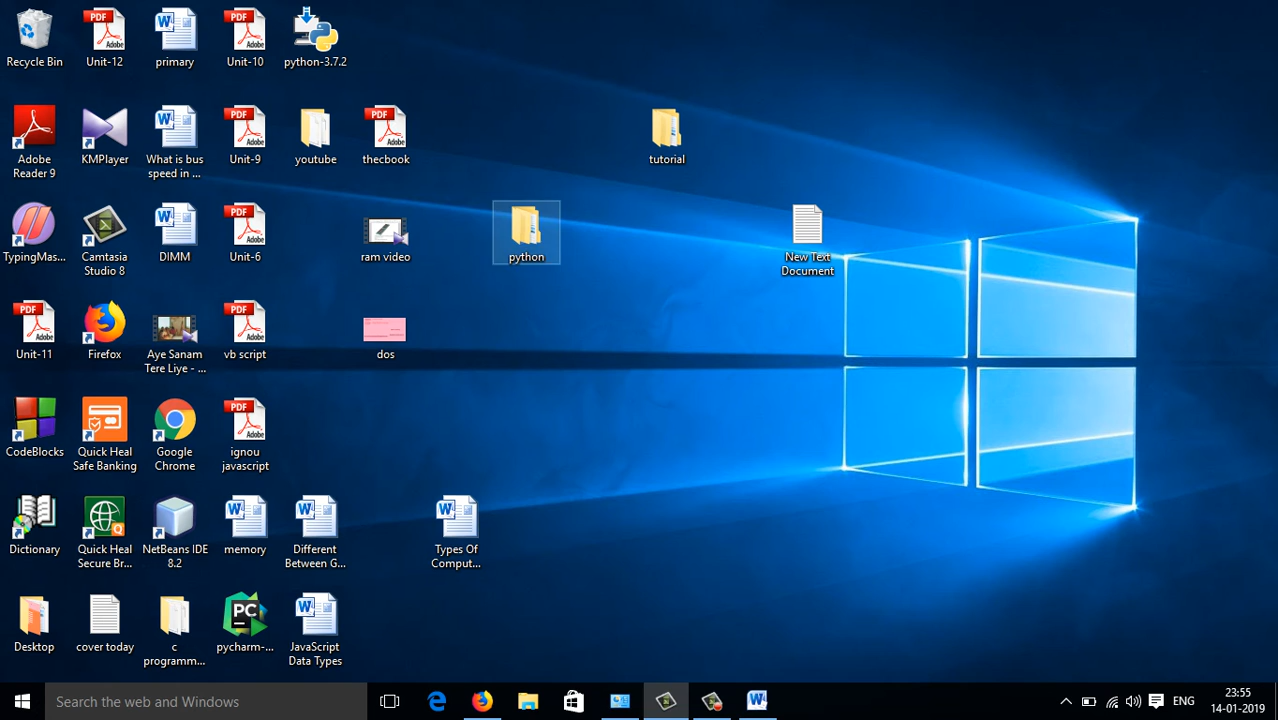 Recycle Bin
Unit-12
primary
Unit-10
python-3.7.2
Adobe
Reader 9
KMPlayer
What is bus
speed in ...
Unit-9
youtube
thecbook
tutorial
TypingMas...
Camtasia
Studio 8
DIMM
Unit-6
ram video
python
New Text
Document
Unit-11
Firefox
Aye Sanam
Tere Liye - ...
vb script
dos
CodeBlocks
Quick Heal
Safe Banking
Google
Chrome
ignou
javascript
Dictionary
Quick Heal
Secure Br...
NetBeans IDE
8.2
memory
Different
Between G...
Types Of
Comput...
Desktop
cover today
c
programm...
pycharm-...
JavaScript
Data Types
Search the web and Windows
ENG
23:55
14-01-2019